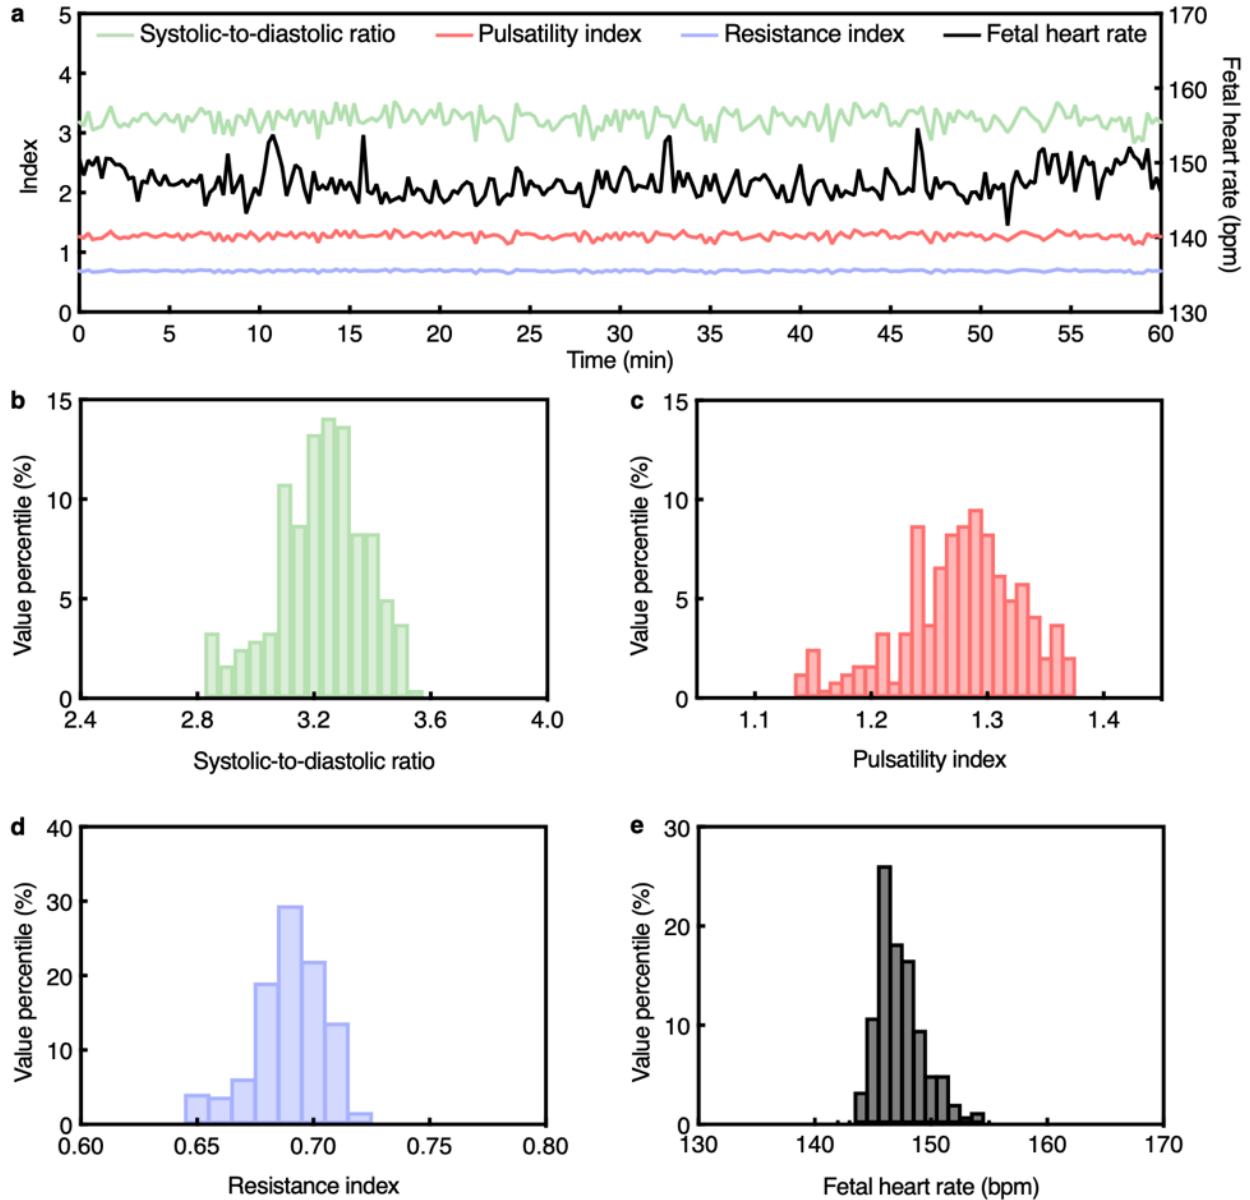 a
Systolic-to-diastolic ratio Pulsatility index Resistance index Fetal heart rate
Index
5
4
3
2
1
0
Fetal heart rate (bpm)
170
160
150
140
130
0 5 10 15 20 25 30 35 40 45 50 55 60
Time (min)
b
Value percentile (%)
15
10
5
0
2.4 2.8 3.2 3.6 4.0
Systolic-to-diastolic ratio
c
Value percentile (%)
15
10
5
0
1.1 1.2 1.3 1.4
Pulsatility index
d
Value percentile (%)
40
30
20
10
0
0.60 0.65 0.70 0.75 0.80
Resistance index
e
Value percentile (%)
30
20
10
0
130 140 150 160 170
Fetal heart rate (bpm)